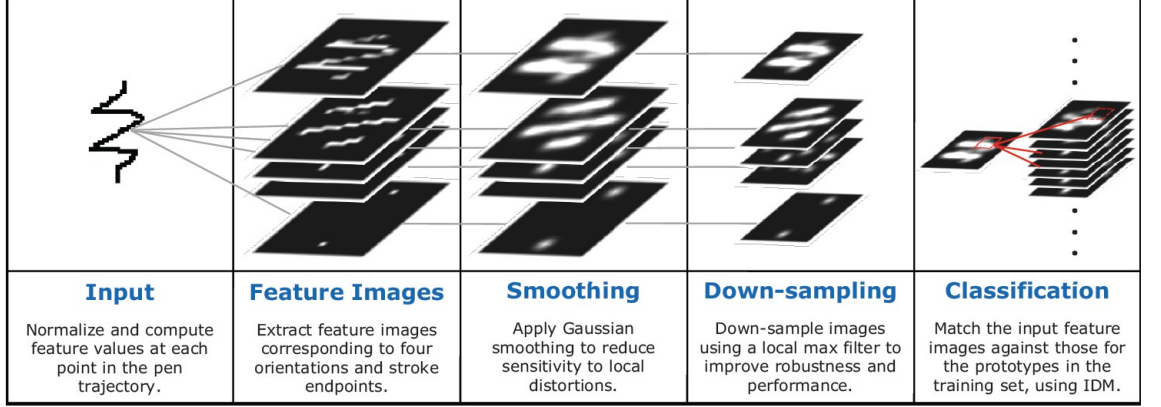 Input
Normalize and compute
feature values at each
point in the pen
trajectory.
Feature Images
Extract feature images
corresponding to four
orientations and stroke
endpoints.
Smoothing
Apply Gaussian
smoothing to reduce
sensitivity to local
distortions.
Down-sampling
Down-sample images
using a local max filter to
improve robustness and
performance.
Classification
Match the input feature
images against those for
the prototypes in the
training set, using IDM.